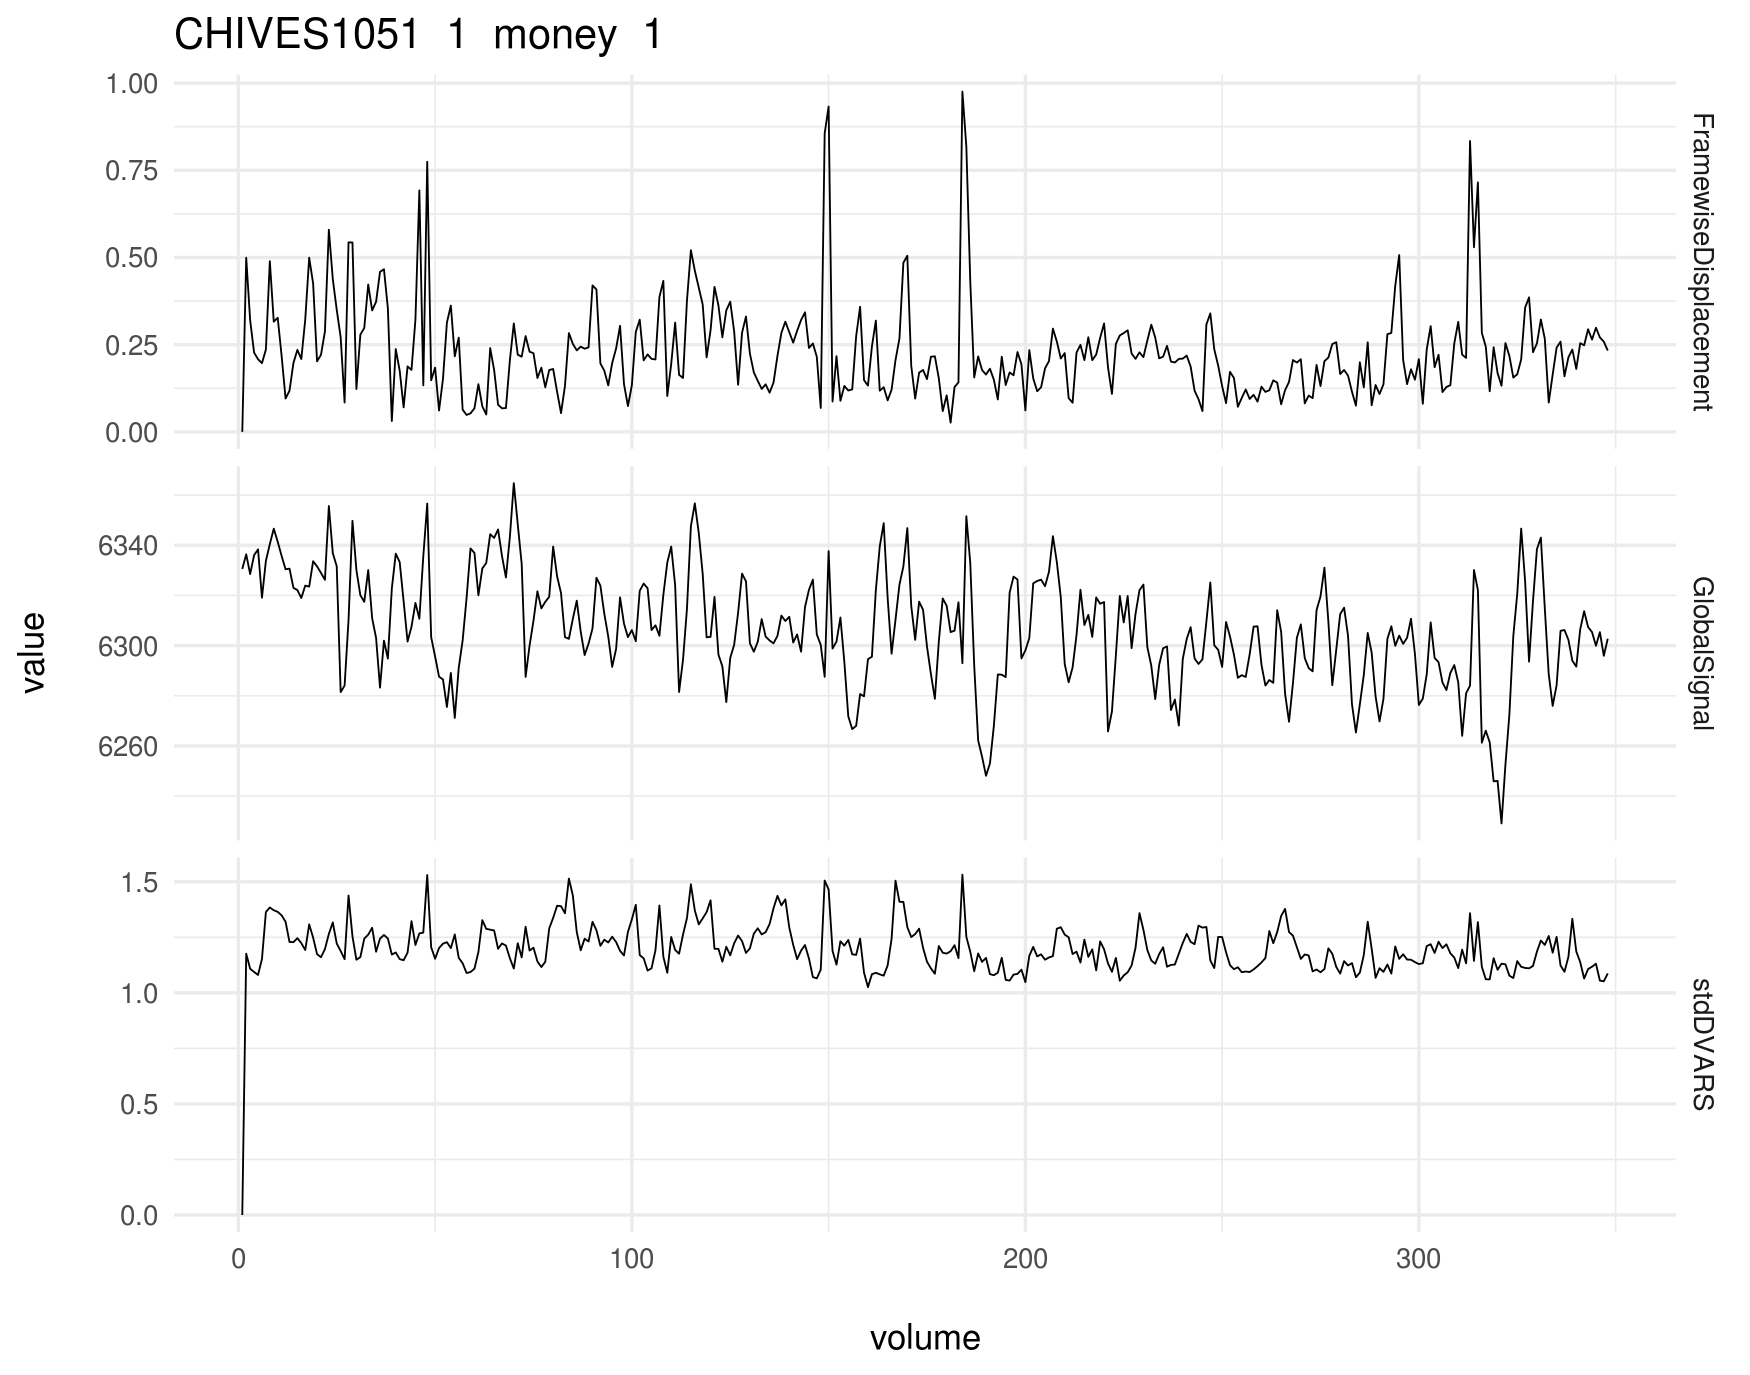 CHIVES1051 1 money 1
1.00
0.75
0.50
0.25
0.00
FramewiseDisplacement
6340
6300
6260
GlobalSignal
value
1.5
1.0
0.5
0.0
stdDVARS
0 100 200 300
volume